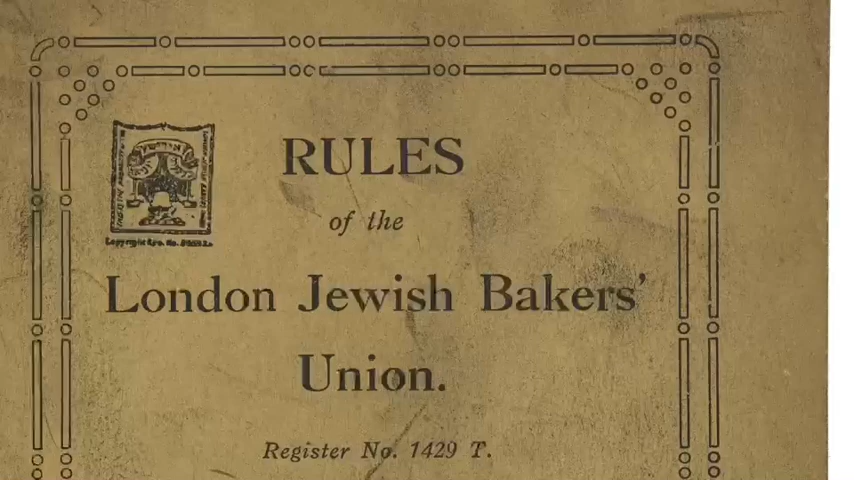 RULES
of the
London Jewish Bakers'
Union.
Register No. 1429 T.